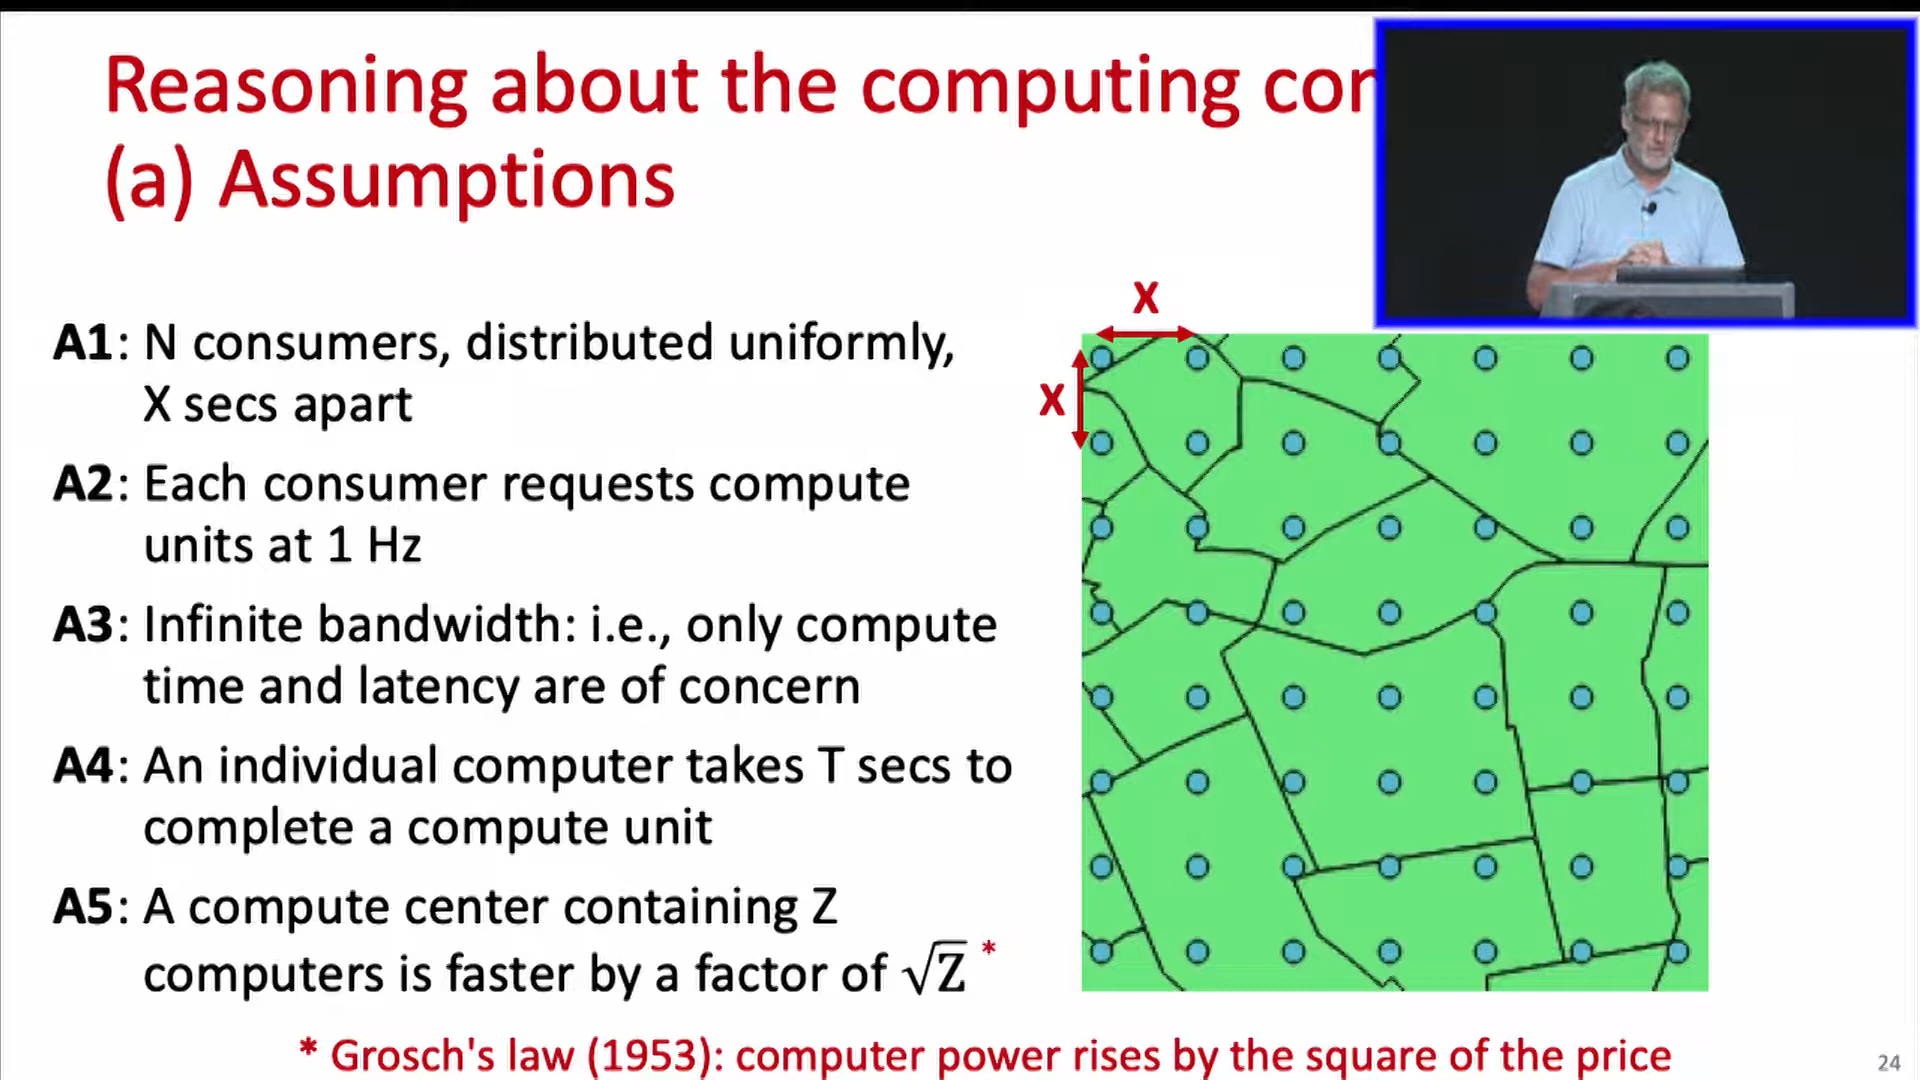 Reasoning about the computing con
(a) Assumptions
A1: N consumers, distributed uniformly,
X secs apart
A2: Each consumer requests compute
units at 1 Hz
A3: Infinite bandwidth: i.e., only compute
time and latency are of concern
A4: An individual computer takes T secs to
complete a compute unit
A5: A compute center containing Z
computers is faster by a factor of √Z *
X
X
* Grosch's law (1953): computer power rises by the square of the price
24